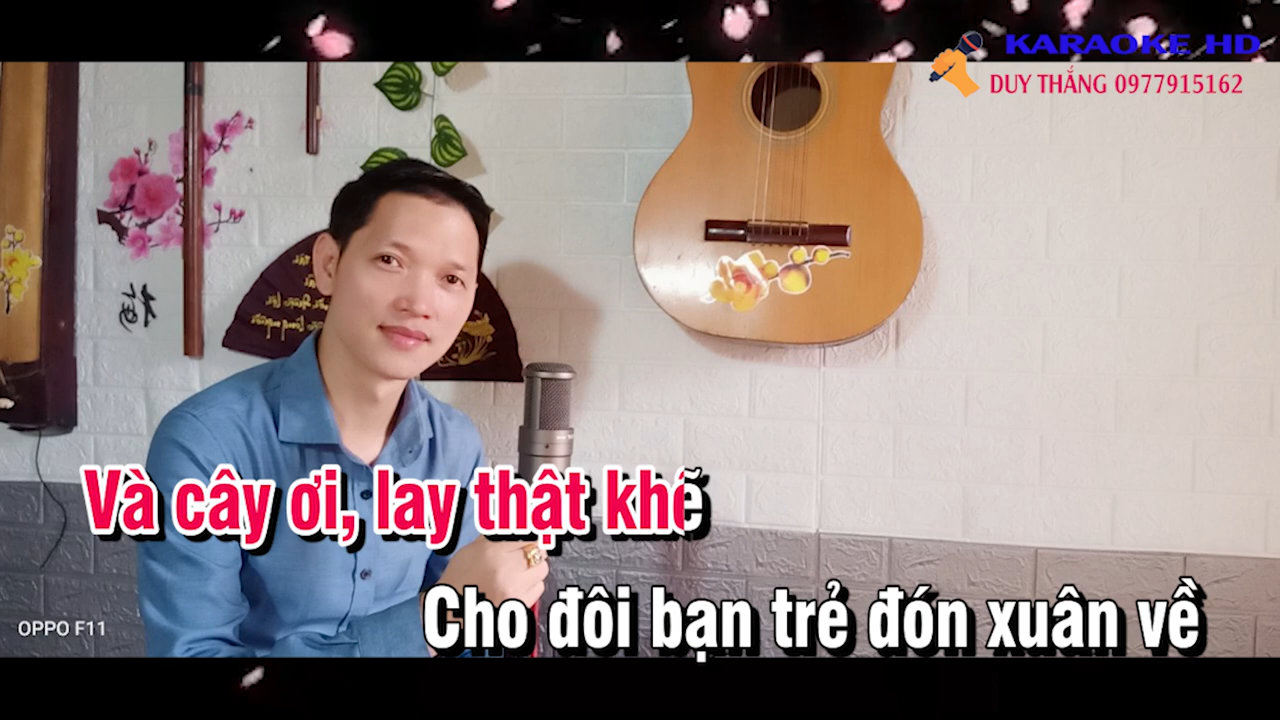 KARAOKE HD
DUY THẮNG 0977915162
Và cây ơi, lay thật khẽ
Cho đôi bạn trẻ đón xuân về
OPPO F11